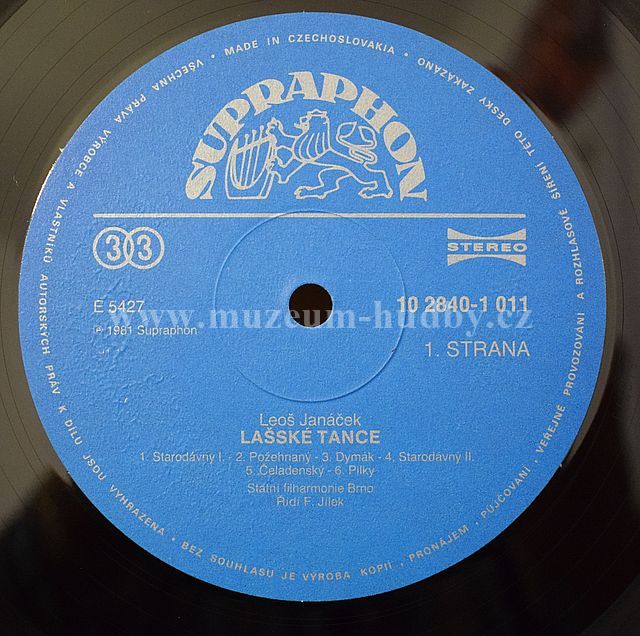 MADE IN CZECHOSLOVAKIA • VŠECHNA PRÁVA VÝROBCE A VLASTNÍKŮ AUTORSKÝCH PRÁV K DÍLU JSOU VYHRAZENA • BEZ SOUHLASU JE VÝROBA KOPIÍ, PRONÁJEM, PŮJČOVÁNÍ, VEŘEJNÉ PROVOZOVÁNÍ A ROZHLASOVÉ ŠÍŘENÍ TÉTO DESKY ZAKÁZÁNO •
SUPRAPHON
33
STEREO
E 5427
10 2840-1 011
www.muzeum-hudby.cz
℗ 1981 Supraphon
1. STRANA
Leoš Janáček
LAŠSKÉ TANCE
1. Starodávný I. - 2. Požehnaný - 3. Dymák - 4. Starodávný II.
5. Čeladenský - 6. Pilky
Státní filharmonie Brno
Řídí F. Jílek